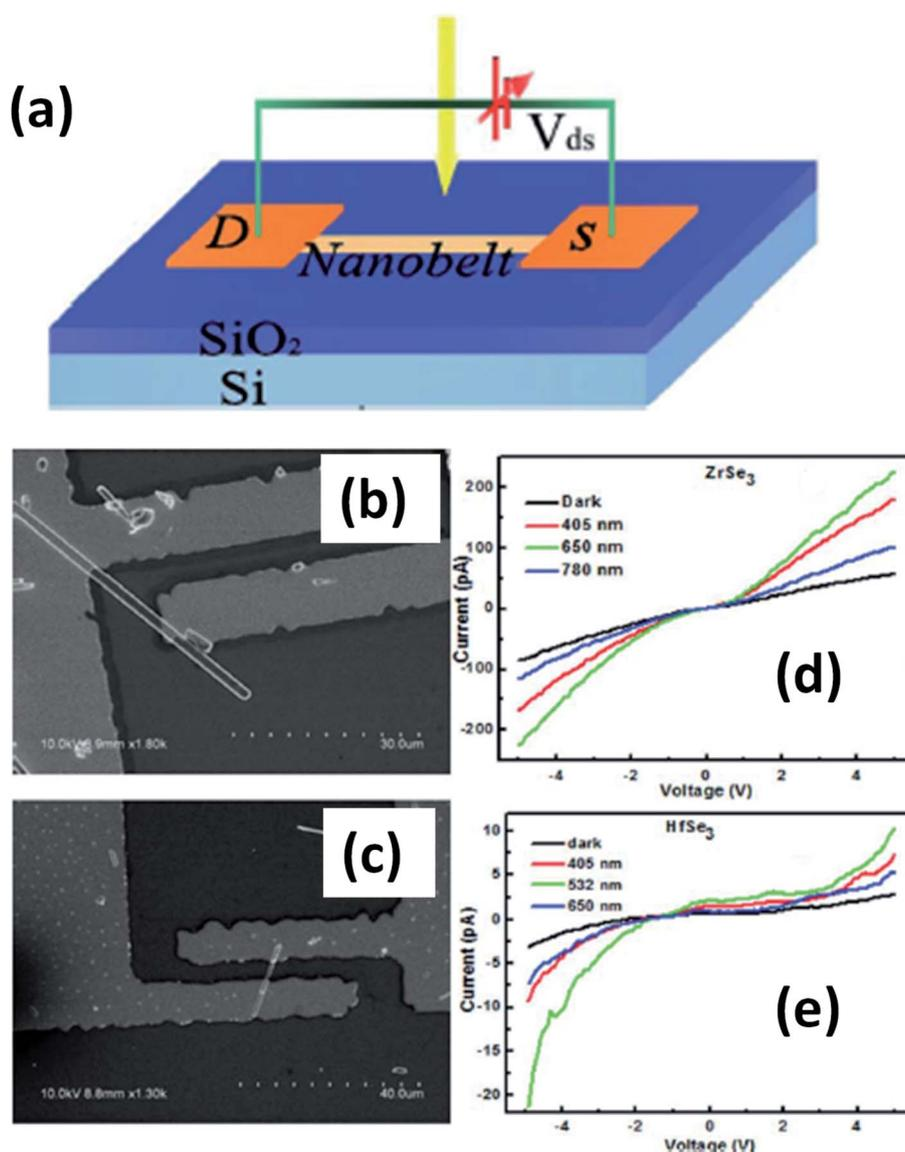 (a)
Vds
D
s
Nanobelt
SiO₂
Si
(b)
10.0kV 8.9mm x1.80k
30.0um
(c)
10.0kV 8.8mm x1.30k
40.0um
ZrSe₃
Dark
405 nm
650 nm
780 nm
(d)
200
100
0
-100
-200
Current (pA)
-4 -2 0 2 4
Voltage (V)
HfSe₃
dark
405 nm
532 nm
650 nm
(e)
10
5
0
-5
-10
-15
-20
Current (pA)
-4 -2 0 2 4
Voltage (V)